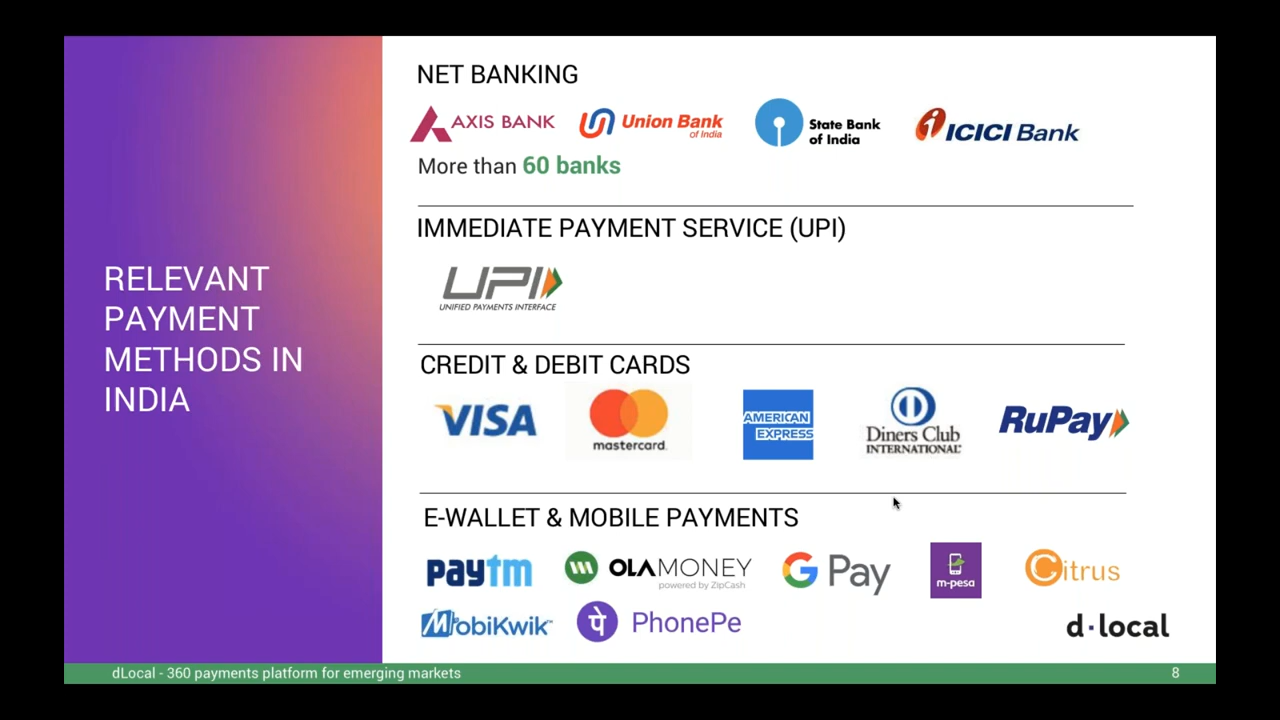 RELEVANT
PAYMENT
METHODS IN
INDIA
NET BANKING
AXIS BANK
Union Bank
of India
State Bank
of India
ICICI Bank
More than 60 banks
IMMEDIATE PAYMENT SERVICE (UPI)
UPI
UNIFIED PAYMENTS INTERFACE
CREDIT & DEBIT CARDS
VISA
mastercard.
AMERICAN
EXPRESS
Diners Club
INTERNATIONAL
RuPay
E-WALLET & MOBILE PAYMENTS
paytm
OLAMONEY
powered by ZipCash
G Pay
m-pesa
Citrus
MobiKwik
पे PhonePe
d·local
dLocal - 360 payments platform for emerging markets
8